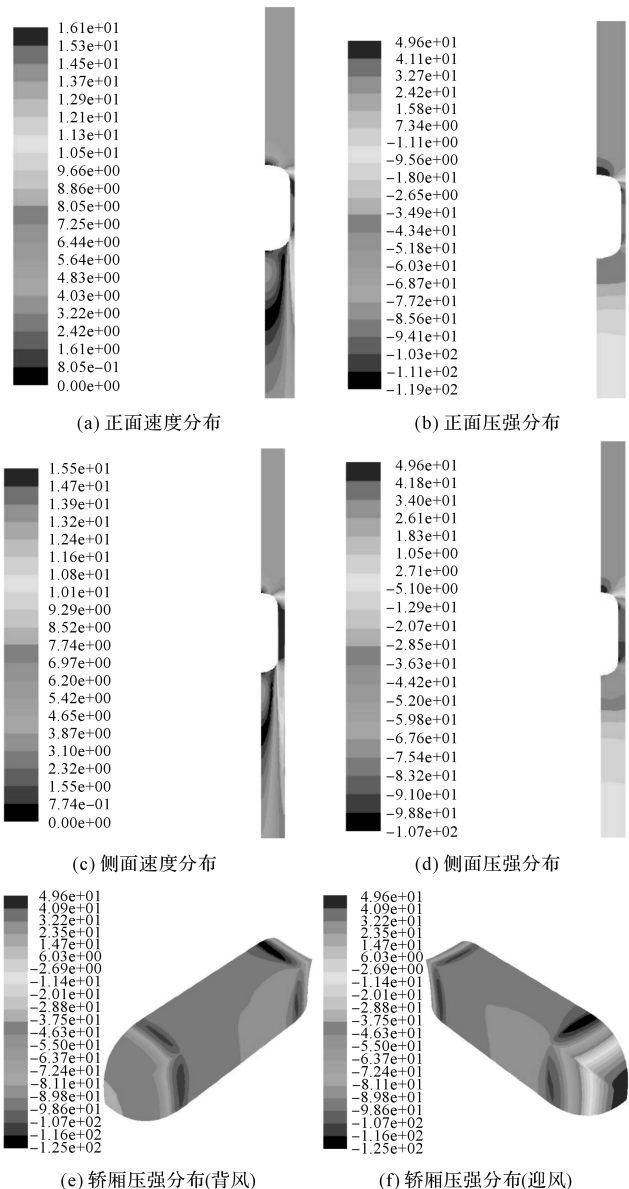 1.61e+01
1.53e+01
1.45e+01
1.37e+01
1.29e+01
1.21e+01
1.13e+01
1.05e+01
9.66e+00
8.86e+00
8.05e+00
7.25e+00
6.44e+00
5.64e+00
4.83e+00
4.03e+00
3.22e+00
2.42e+00
1.61e+00
8.05e-01
0.00e+00
(a) 正面速度分布
4.96e+01
4.11e+01
3.27e+01
2.42e+01
1.58e+01
7.34e+00
-1.11e+00
-9.56e+00
-1.80e+01
-2.65e+00
-3.49e+01
-4.34e+01
-5.18e+01
-6.03e+01
-6.87e+01
-7.72e+01
-8.56e+01
-9.41e+01
-1.03e+02
-1.11e+02
-1.19e+02
(b) 正面压强分布
1.55e+01
1.47e+01
1.39e+01
1.32e+01
1.24e+01
1.16e+01
1.08e+01
1.01e+01
9.29e+00
8.52e+00
7.74e+00
6.97e+00
6.20e+00
5.42e+00
4.65e+00
3.87e+00
3.10e+00
2.32e+00
1.55e+00
7.74e-01
0.00e+00
(c) 侧面速度分布
4.96e+01
4.18e+01
3.40e+01
2.61e+01
1.83e+01
1.05e+00
2.71e+00
-5.10e+00
-1.29e+01
-2.07e+01
-2.85e+01
-3.63e+01
-4.42e+01
-5.20e+01
-5.98e+01
-6.76e+01
-7.54e+01
-8.32e+01
-9.10e+01
-9.88e+01
-1.07e+02
(d) 侧面压强分布
4.96e+01
4.09e+01
3.22e+01
2.35e+01
1.47e+01
6.03e+00
-2.69e+00
-1.14e+01
-2.01e+01
-2.88e+01
-3.75e+01
-4.63e+01
-5.50e+01
-6.37e+01
-7.24e+01
-8.11e+01
-8.98e+01
-9.86e+01
-1.07e+02
-1.16e+02
-1.25e+02
(e) 轿厢压强分布(背风)
4.96e+01
4.09e+01
3.22e+01
2.35e+01
1.47e+01
6.03e+00
-2.69e+00
-1.14e+01
-2.01e+01
-2.88e+01
-3.75e+01
-4.63e+01
-5.50e+01
-6.37e+01
-7.24e+01
-8.11e+01
-8.98e+01
-9.86e+01
-1.07e+02
-1.16e+02
-1.25e+02
(f) 轿厢压强分布(迎风)